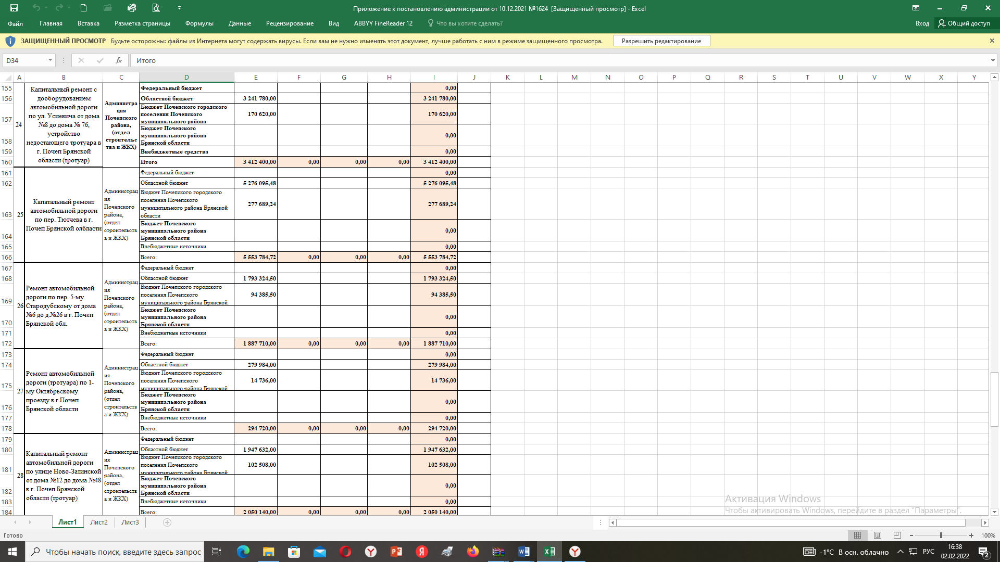 Приложение к постановлению администрации от 10.12.2021 №1624 [Защищенный просмотр] - Excel
Файл Главная Вставка Разметка страницы Формулы Данные Рецензирование Вид ABBYY FineReader 12 Что вы хотите сделать? Вход Общий доступ
ЗАЩИЩЕННЫЙ ПРОСМОТР Будьте осторожны: файлы из Интернета могут содержать вирусы. Если вам не нужно изменять этот документ, лучше работать с ним в режиме защищенного просмотра. Разрешить редактирование
D34 fx Итого
A B C D E F G H I J K L M N O P Q R S T U V W X Y
24
Капитальный ремонт с
дооборудованием
автомобильной дороги
по ул. Усиевича от дома
№8 до дома № 76,
устройство
недостающего тротуара в
г. Почеп Брянской
области (тротуар)
Администра
ция
Почепского
района,
(отдел
строительс
тва и ЖКХ)
155 Федеральный бюджет 0,00
156 Областной бюджет 3 241 780,00 3 241 780,00
157 Бюджет Почепского городского
поселения Почепского
муниципального района
170 620,00 170 620,00
158 Бюджет Почепского
муниципального района
Брянской области
0,00
159 Внебюджетные средства 0,00
160 Итого 3 412 400,00 0,00 0,00 0,00 3 412 400,00
25
Капатальный ремонт
автомобильной дороги
по пер. Тютчева в г.
Почеп Брянской олбласти
Администрац
ия
Почепского
района,
(отдел
строительств
а и ЖКХ)
161 Федеральный бюджет 0,00
162 Областной бюджет 5 276 095,48 5 276 095,48
163 Бюджет Почепского городского
поселения Почепского
муниципального района Брянской
области
277 689,24 277 689,24
164 Бюджет Почепского
муниципального района
Брянской области
0,00
165 Внебюджетные источники 0,00
166 Всего: 5 553 784,72 0,00 0,00 0,00 5 553 784,72
26
Ремонт автомобильной
дороги по пер. 5-му
Стародубскому от дома
№6 до д.№26 в г. Почеп
Брянской обл.
Администрац
ия
Почепского
района,
(отдел
строительств
а и ЖКХ)
167 Федеральный бюджет 0,00
168 Областной бюджет 1 793 324,50 1 793 324,50
169 Бюджет Почепского городского
поселения Почепского
муниципального района Брянской
94 385,50 94 385,50
170 Бюджет Почепского
муниципального района
Брянской области
0,00
171 Внебюджетные источники 0,00
172 Всего: 1 887 710,00 0,00 0,00 0,00 1 887 710,00
27
Ремонт автомобильной
дороги (тротуара) по 1-
му Октябрьскому
проезду в г.Почеп
Брянской области
Администрац
ия
Почепского
района,
(отдел
строительств
а и ЖКХ)
173 Федеральный бюджет 0,00
174 Областной бюджет 279 984,00 279 984,00
175 Бюджет Почепского городского
поселения Почепского
муниципального района Брянской
14 736,00 14 736,00
176 Бюджет Почепского
муниципального района
Брянской области
0,00
177 Внебюджетные источники 0,00
178 Всего: 294 720,00 0,00 0,00 0,00 294 720,00
28
Капитальный ремонт
автомобильной дороги
по улице Ново-Затинской
от дома №12 до дома №48
в г. Почеп Брянской
области (тротуар)
Администрац
ия
Почепского
района,
(отдел
строительств
а и ЖКХ)
179 Федеральный бюджет 0,00
180 Областной бюджет 1 947 632,00 1 947 632,00
181 Бюджет Почепского городского
поселения Почепского
муниципального района Брянской
102 508,00 102 508,00
182 Бюджет Почепского
муниципального района
Брянской области
0,00
183 Внебюджетные источники 0,00
184 Всего: 2 050 140,00 0,00 0,00 0,00 2 050 140,00
Активация Windows
Чтобы активировать Windows, перейдите в раздел "Параметры".
Лист1 Лист2 Лист3
Готово 100%
Чтобы начать поиск, введите здесь запрос
-1°C В осн. облачно РУС 16:38
02.02.2022
2